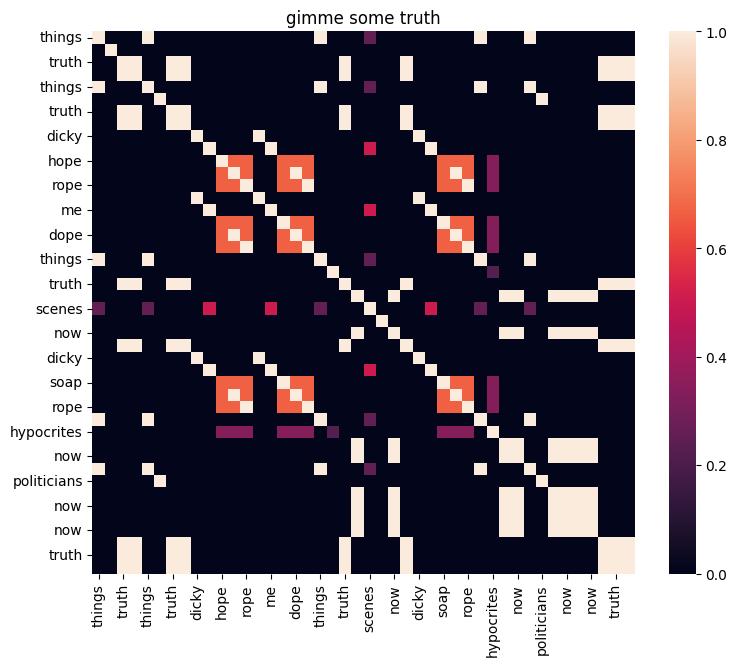 gimme some truth
things
truth
things
truth
dicky
hope
rope
me
dope
things
truth
scenes
now
dicky
soap
rope
hypocrites
now
politicians
now
now
truth
1.0
0.8
0.6
0.4
0.2
0.0
things
truth
things
truth
dicky
hope
rope
me
dope
things
truth
scenes
now
dicky
soap
rope
hypocrites
now
politicians
now
now
truth